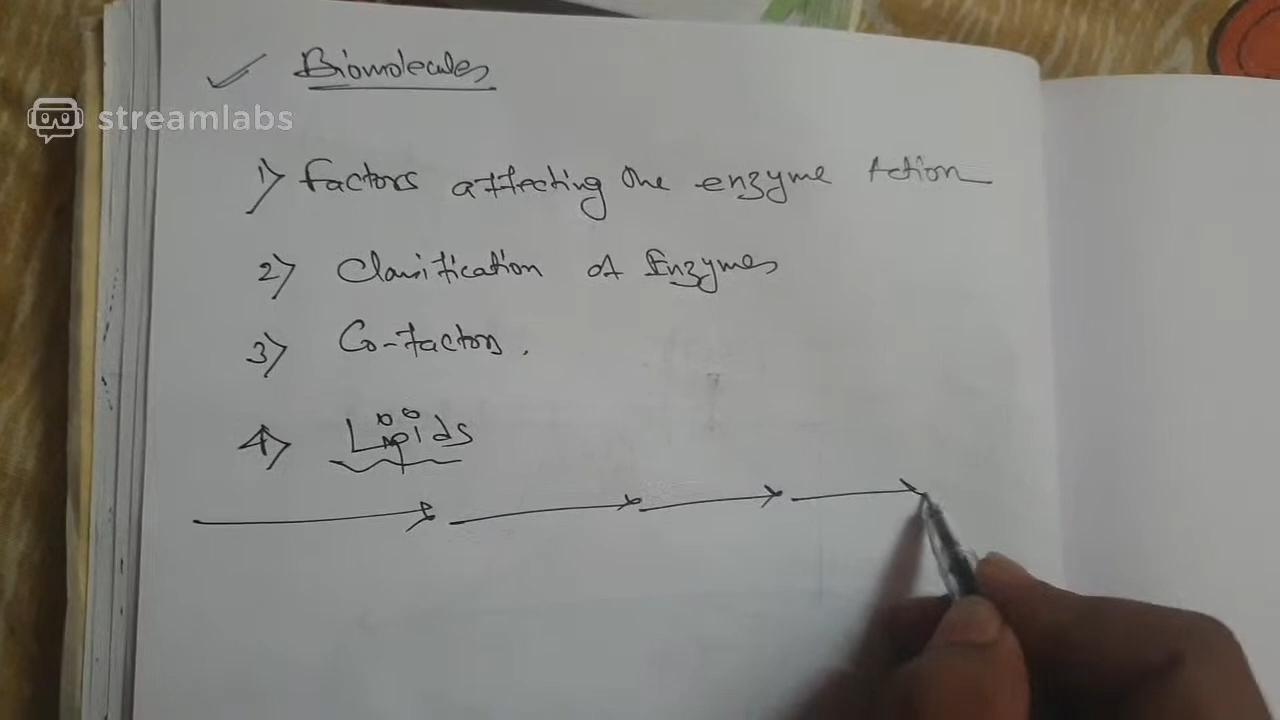 Biomolecules
streamlabs
1) Factors affecting the enzyme Action
2) Classification of Enzymes
3) Co-factors.
4) Lipids